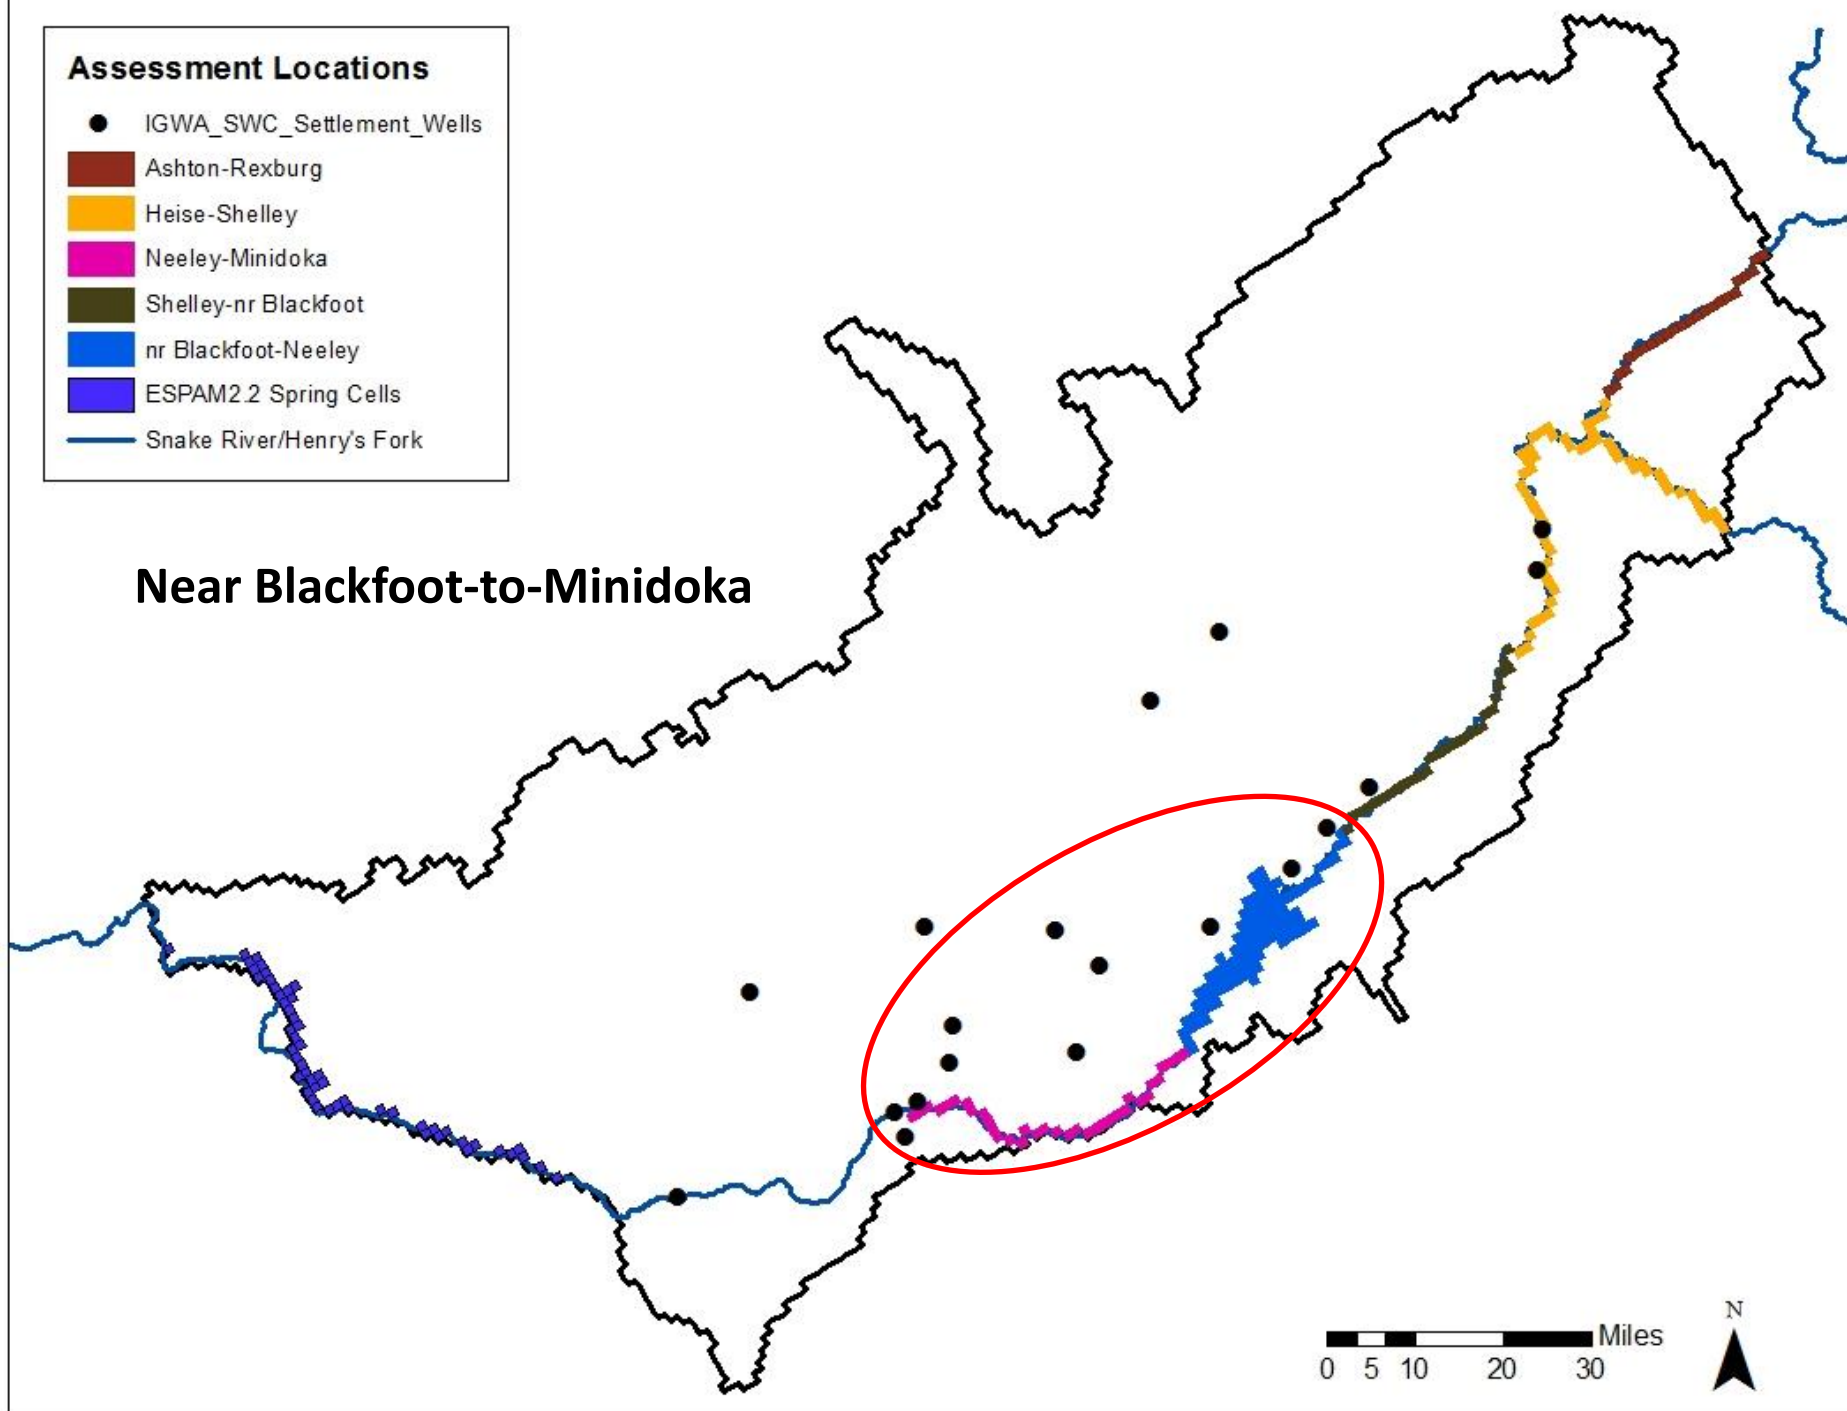 Assessment Locations
IGWA_SWC_Settlement_Wells
Ashton-Rexburg
Heise-Shelley
Neeley-Minidoka
Shelley-nr Blackfoot
nr Blackfoot-Neeley
ESPAM2.2 Spring Cells
Snake River/Henry's Fork
Near Blackfoot-to-Minidoka
N
Miles
0 5 10 20 30